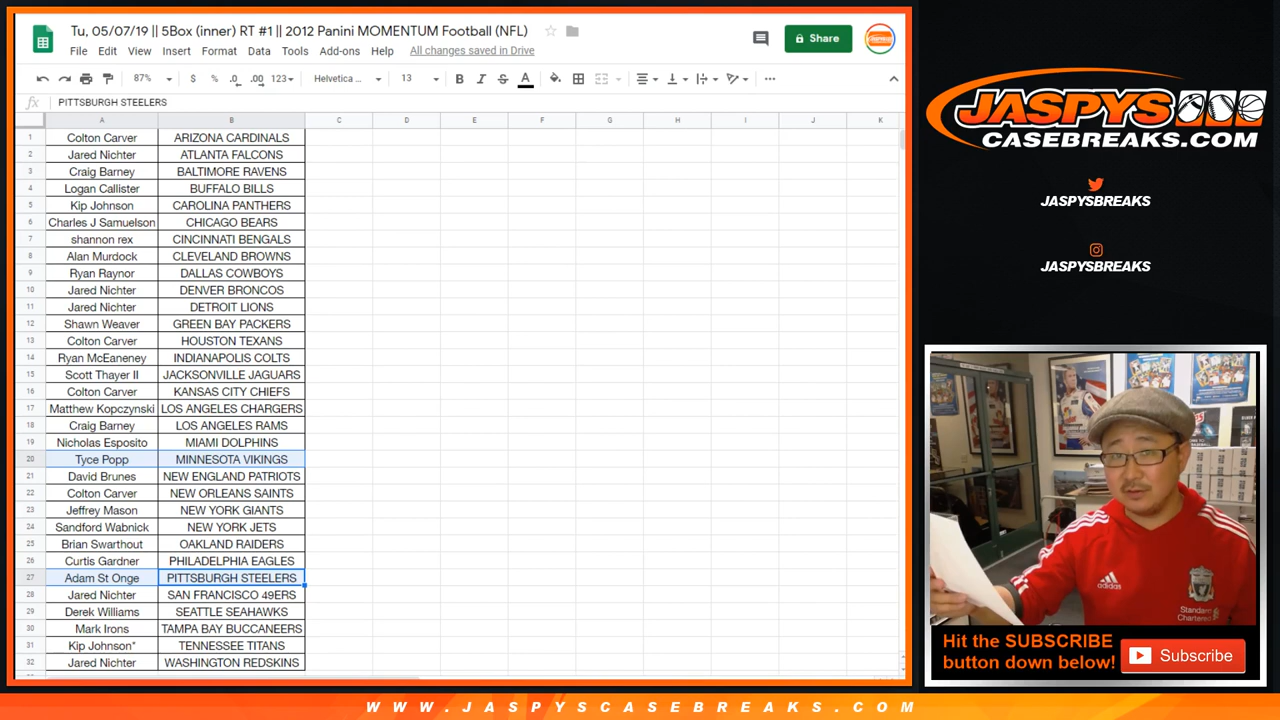 Tu, 05/07/19 || 5Box (inner) RT #1 || 2012 Panini MOMENTUM Football (NFL)
File Edit View Insert Format Data Tools Add-ons Help All changes saved in Drive
Share
87% $ % .0 .00 123 Helvetica ... 13 B I S A
fx PITTSBURGH STEELERS
A B C D E F G H I J K
1 Colton Carver ARIZONA CARDINALS
2 Jared Nichter ATLANTA FALCONS
3 Craig Barney BALTIMORE RAVENS
4 Logan Callister BUFFALO BILLS
5 Kip Johnson CAROLINA PANTHERS
6 Charles J Samuelson CHICAGO BEARS
7 shannon rex CINCINNATI BENGALS
8 Alan Murdock CLEVELAND BROWNS
9 Ryan Raynor DALLAS COWBOYS
10 Jared Nichter DENVER BRONCOS
11 Jared Nichter DETROIT LIONS
12 Shawn Weaver GREEN BAY PACKERS
13 Colton Carver HOUSTON TEXANS
14 Ryan McEaneney INDIANAPOLIS COLTS
15 Scott Thayer II JACKSONVILLE JAGUARS
16 Colton Carver KANSAS CITY CHIEFS
17 Matthew Kopczynski LOS ANGELES CHARGERS
18 Craig Barney LOS ANGELES RAMS
19 Nicholas Esposito MIAMI DOLPHINS
20 Tyce Popp MINNESOTA VIKINGS
21 David Brunes NEW ENGLAND PATRIOTS
22 Colton Carver NEW ORLEANS SAINTS
23 Jeffrey Mason NEW YORK GIANTS
24 Sandford Wabnick NEW YORK JETS
25 Brian Swarthout OAKLAND RAIDERS
26 Curtis Gardner PHILADELPHIA EAGLES
27 Adam St Onge PITTSBURGH STEELERS
28 Jared Nichter SAN FRANCISCO 49ERS
29 Derek Williams SEATTLE SEAHAWKS
30 Mark Irons TAMPA BAY BUCCANEERS
31 Kip Johnson* TENNESSEE TITANS
32 Jared Nichter WASHINGTON REDSKINS
JASPYS
CASEBREAKS.COM
JASPYSBREAKS
JASPYSBREAKS
adidas
Standard
Chartered
Hit the SUBSCRIBE
button down below!
Subscribe
WWW.JASPYSCASEBREAKS.COM